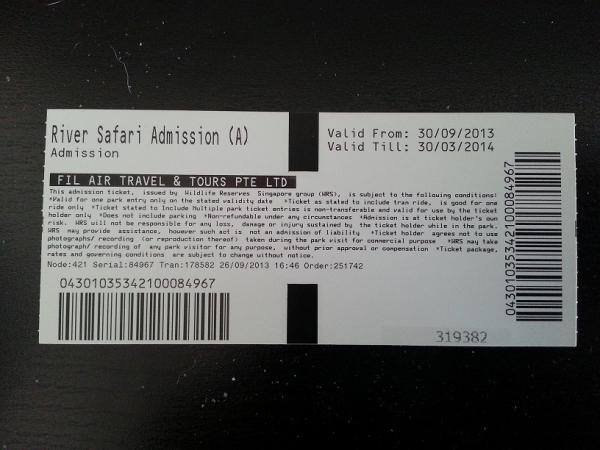 River Safari Admission (A)
Admission
Valid From: 30/09/2013
Valid Till: 30/03/2014
FIL AIR TRAVEL & TOURS PTE LTD
This admission ticket, issued by Wildlife Reserves Singapore group (WRS), is subject to the following conditions:
*Valid for one park entry only on the stated validity date *Ticket as stated to include tram ride, is good for one
ride only *Ticket stated to Include Multiple park ticket entries is non-transferable and valid for use by the ticket
holder only *Does not include parking *Non-refundable under any circumstances *Admission is at ticket holder's own
risk. WRS will not be responsible for any loss, damage or injury sustained by the ticket holder while in the park.
WRS may provide assistance, however such act is not an admission of liability *Ticket holder agrees not to use
photographs/ recording (or reproduction thereof) taken during the park visit for commercial purpose *WRS may take
photographs/ recording of any park visitor for any purpose, without prior approval or compensation *Ticket package,
rates and governing conditions are subject to change without notice.
Node:421 Serial:84967 Tran:178582 26/09/2013 16:46 Order:251742
04301035342100084967
04301035342100084967
319382